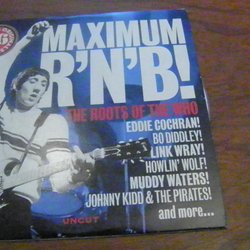 MAXIMUM
R'N'B!
THE ROOTS OF THE WHO
EDDIE COCHRAN!
BO DIDDLEY!
LINK WRAY!
HOWLIN' WOLF!
MUDDY WATERS!
JOHNNY KIDD & THE PIRATES!
and more...
UNCUT